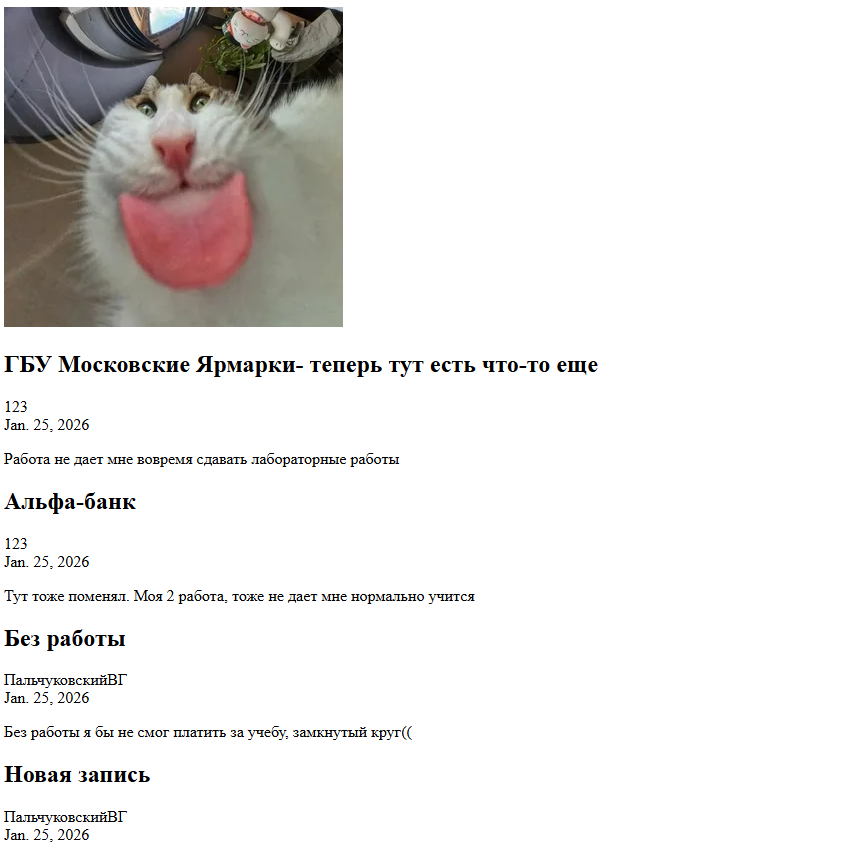 ГБУ Московские Ярмарки- теперь тут есть что-то еще
123
Jan. 25, 2026
Работа не дает мне вовремя сдавать лабораторные работы
Альфа-банк
123
Jan. 25, 2026
Тут тоже поменял. Моя 2 работа, тоже не дает мне нормально учится
Без работы
ПальчуковскийВГ
Jan. 25, 2026
Без работы я бы не смог платить за учебу, замкнутый круг((
Новая запись
ПальчуковскийВГ
Jan. 25, 2026